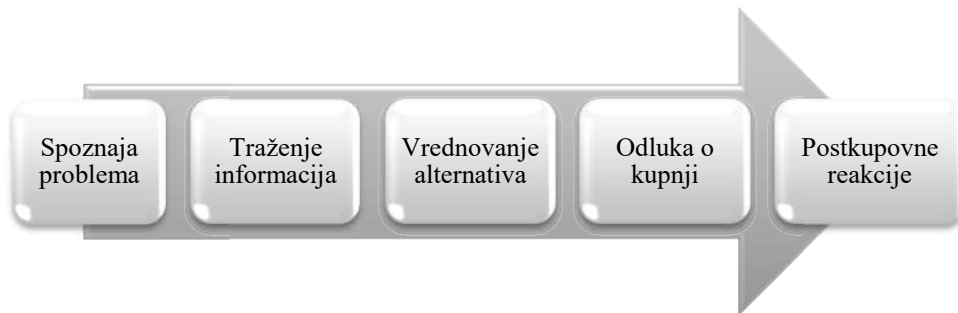 Spoznaja
problema
Traženje
informacija
Vrednovanje
alternativa
Odluka o
kupnji
Postkupovne
reakcije